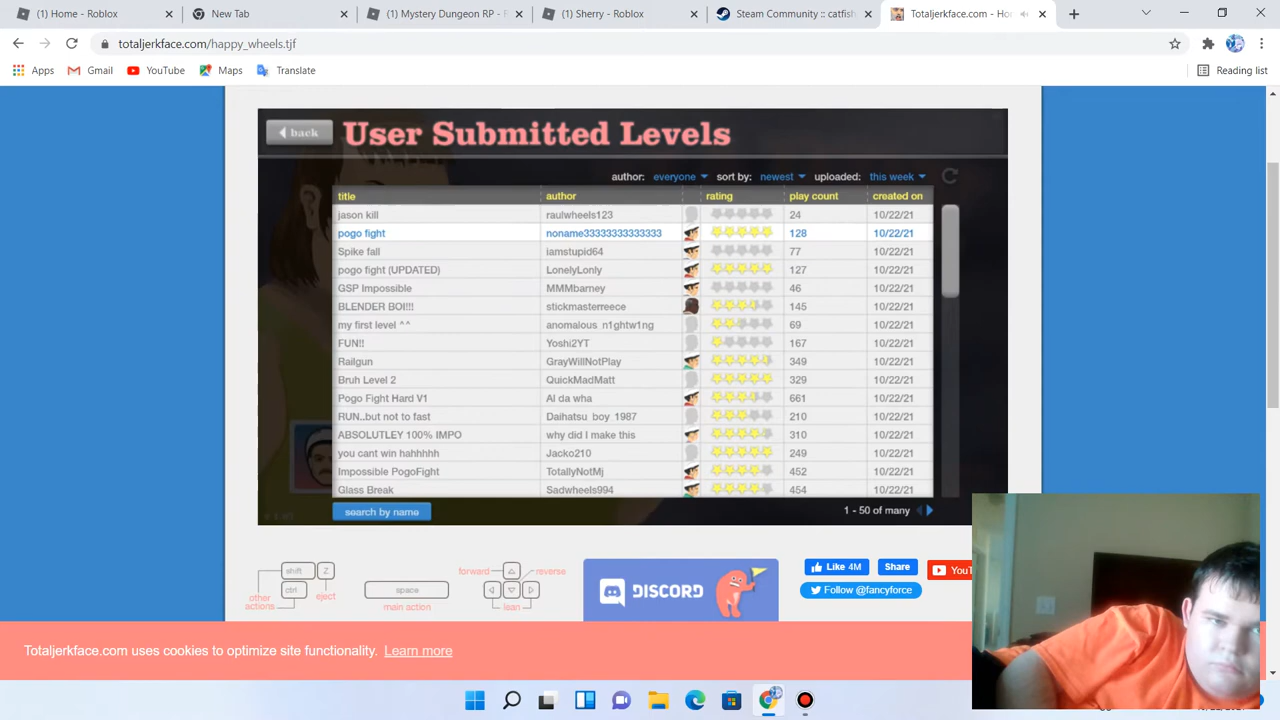 (1) Home - Roblox
New Tab
(1) Mystery Dungeon RP - F
(1) Sherry - Roblox
Steam Community :: catfish
Totaljerkface.com - Ho
totaljerkface.com/happy_wheels.tjf
Apps
Gmail
YouTube
Maps
Translate
Reading list
back
User Submitted Levels
author: everyone sort by: newest uploaded: this week
title author rating play count created on
jason kill raulwheels123 24 10/22/21
pogo fight noname33333333333333 128 10/22/21
Spike fall iamstupid64 77 10/22/21
pogo fight (UPDATED) LonelyLonly 127 10/22/21
GSP Impossible MMMbarney 46 10/22/21
BLENDER BOI!!! stickmasterreece 145 10/22/21
my first level ^^ anomalous n1ghtw1ng 69 10/22/21
FUN!! Yoshi2YT 167 10/22/21
Railgun GrayWillNotPlay 349 10/22/21
Bruh Level 2 QuickMadMatt 329 10/22/21
Pogo Fight Hard V1 Al da wha 661 10/22/21
RUN..but not to fast Daihatsu boy 1987 210 10/22/21
ABSOLUTLEY 100% IMPO why did I make this 310 10/22/21
you cant win hahhhhh Jacko210 249 10/22/21
Impossible PogoFight TotallyNotMj 452 10/22/21
Glass Break Sadwheels994 454 10/22/21
search by name
1 - 50 of many
shift
Z
ctrl
other actions
eject
space
main action
forward
reverse
lean
DISCORD
Like 4M
Share
YouT
Follow @fancyforce
Totaljerkface.com uses cookies to optimize site functionality. Learn more